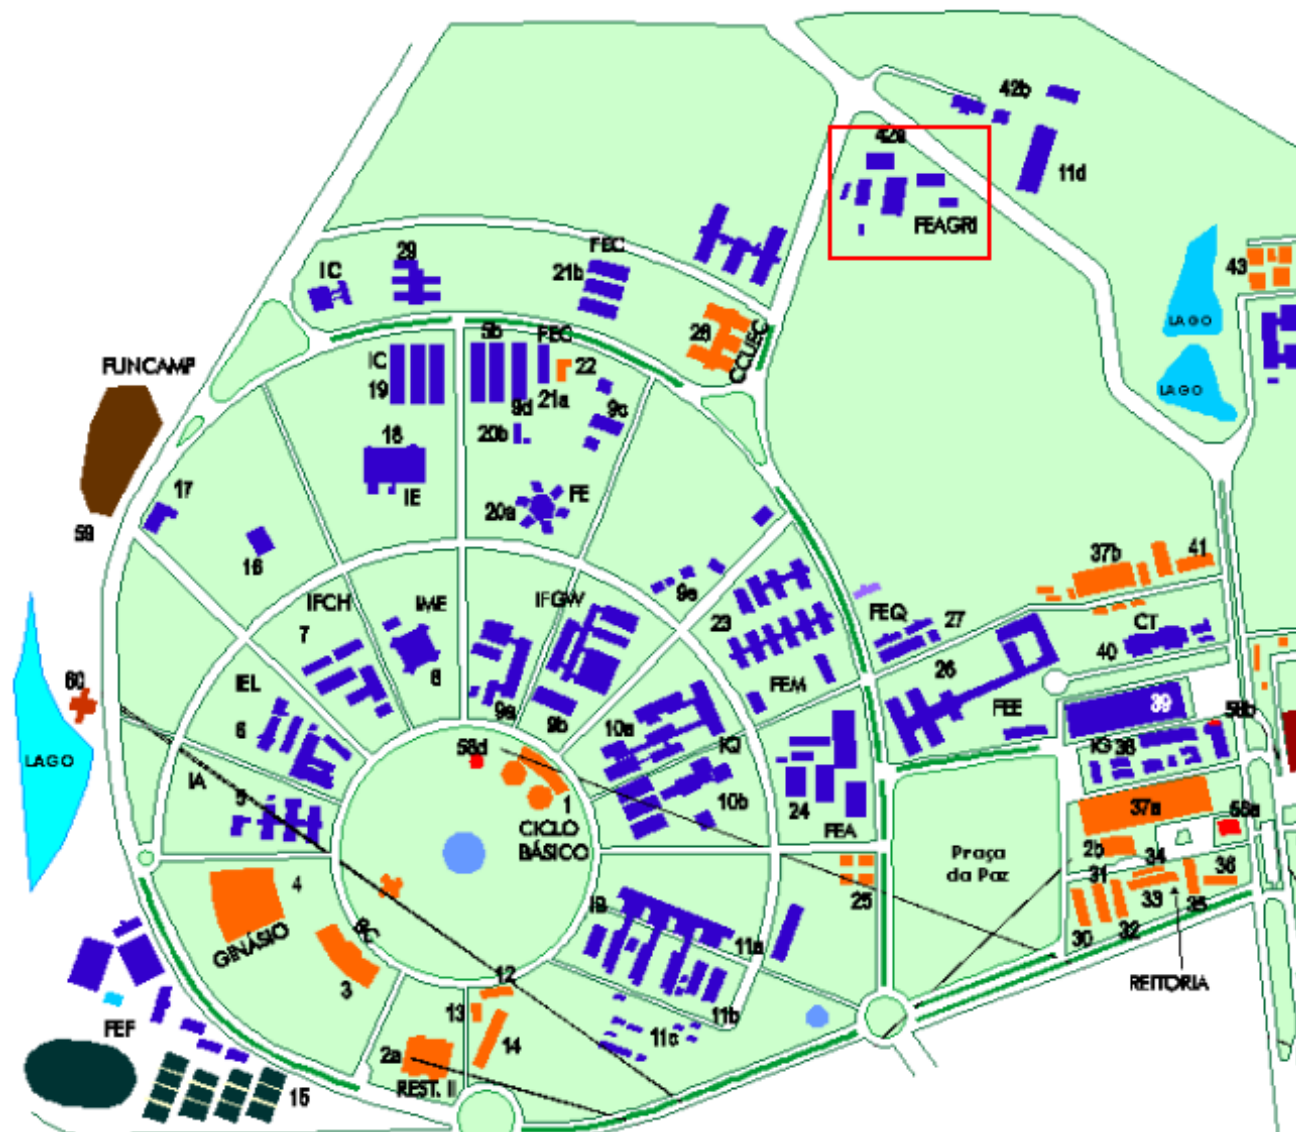 42b
42a
11d
FEAGRI
FEC
29
IC
21b
43
LAGO
28
CCUEC
5b
FEC
FUNCAMP
IC
19
22
21a
LAGO
9d
9c
20b
18
IE
FE
17
20a
59
16
37b
41
IFCH
IME
IFGW
9e
7
23
FEQ
27
CT
40
60
IEL
8
FEM
26
39
58b
6
9a
9b
10a
FEE
LAGO
58d
IQ
IG
38
IA
5
1
10b
37a
58a
24
CICLO
BÁSICO
FEA
2b
34
Praça
da Paz
31
36
4
25
33
35
IB
30
32
BC
GINÁSIO
11a
3
12
REITORIA
13
11b
FEF
14
11c
2a
REST. II
15